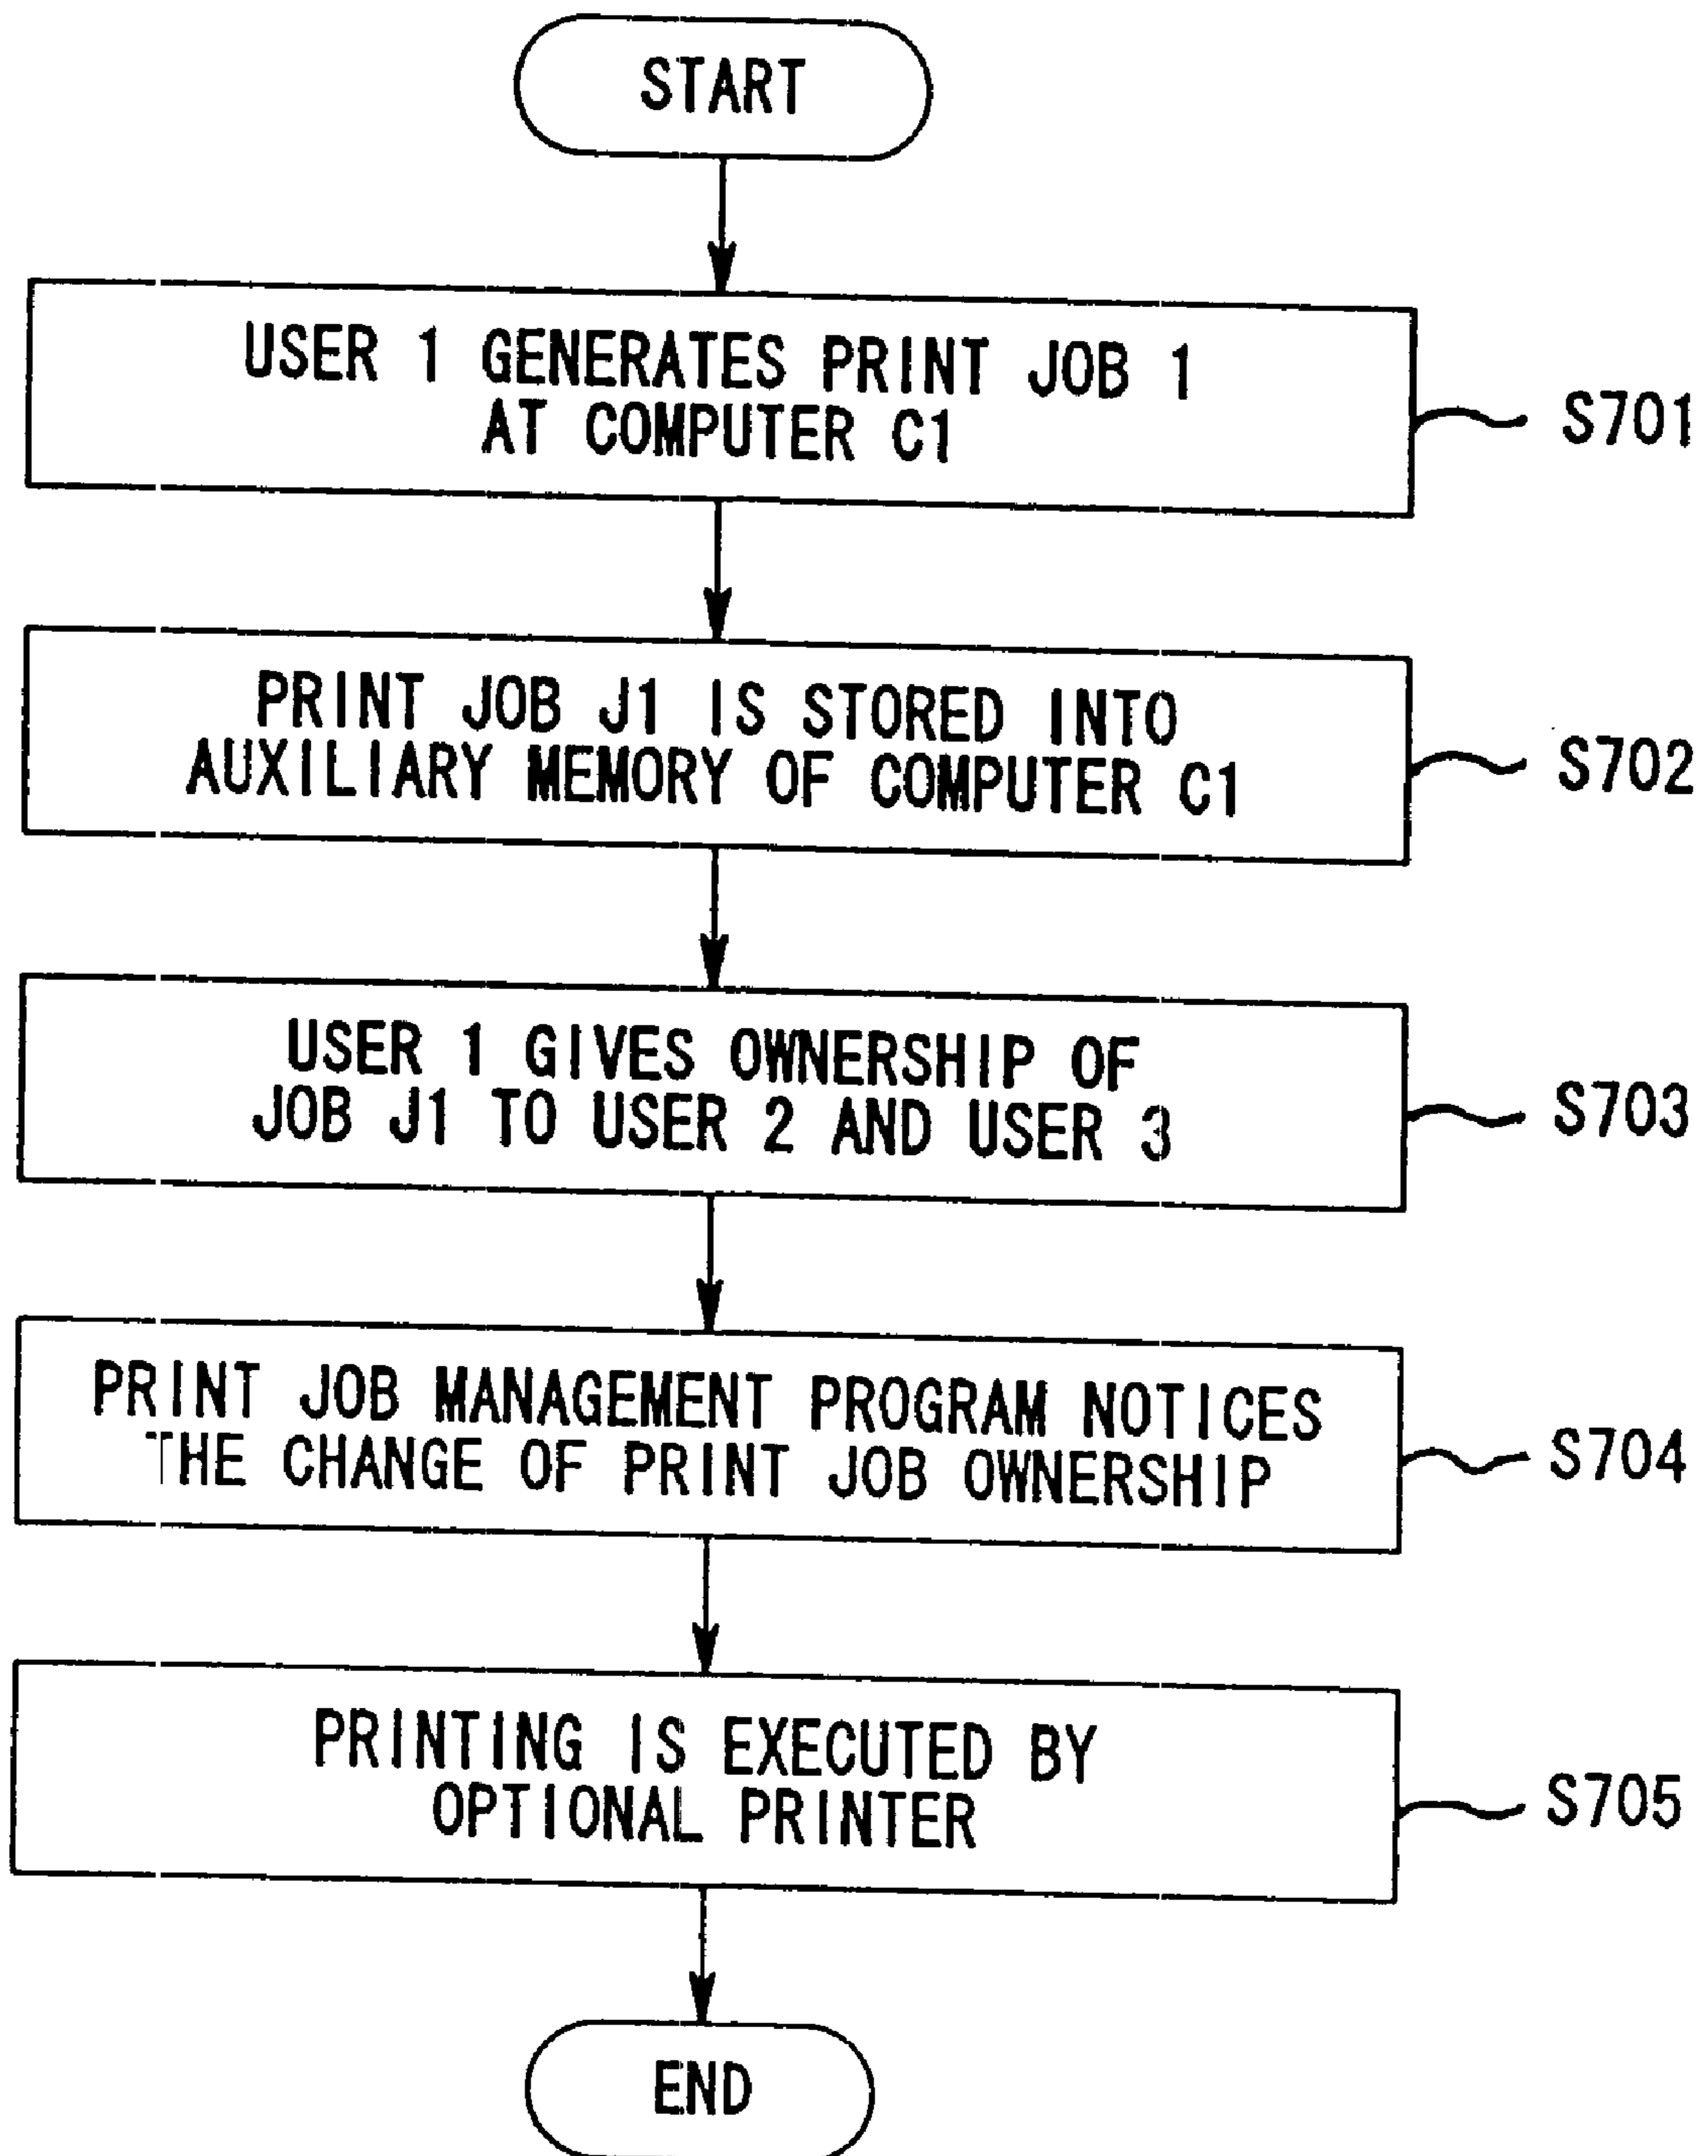 START
USER 1 GENERATES PRINT JOB 1
AT COMPUTER C1
S701
PRINT JOB J1 IS STORED INTO
AUXILIARY MEMORY OF COMPUTER C1
S702
USER 1 GIVES OWNERSHIP OF
JOB J1 TO USER 2 AND USER 3
S703
PRINT JOB MANAGEMENT PROGRAM NOTICES
THE CHANGE OF PRINT JOB OWNERSHIP
S704
PRINTING IS EXECUTED BY
OPTIONAL PRINTER
S705
END